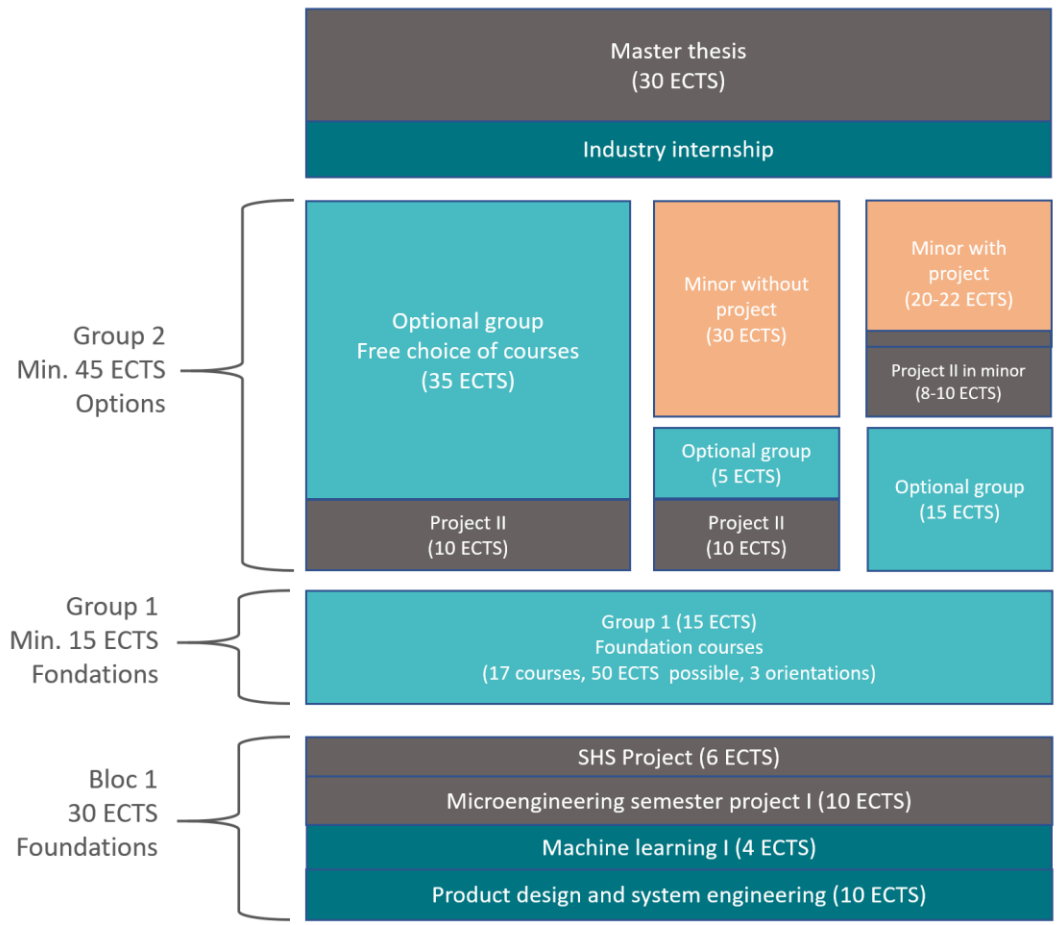 Master thesis
(30 ECTS)
Industry internship
Group 2
Min. 45 ECTS
Options
Optional group
Free choice of courses
(35 ECTS)
Project II
(10 ECTS)
Minor without
project
(30 ECTS)
Optional group
(5 ECTS)
Project II
(10 ECTS)
Minor with
project
(20-22 ECTS)
Project II in minor
(8-10 ECTS)
Optional group
(15 ECTS)
Group 1
Min. 15 ECTS
Fondations
Group 1 (15 ECTS)
Foundation courses
(17 courses, 50 ECTS possible, 3 orientations)
Bloc 1
30 ECTS
Foundations
SHS Project (6 ECTS)
Microengineering semester project I (10 ECTS)
Machine learning I (4 ECTS)
Product design and system engineering (10 ECTS)